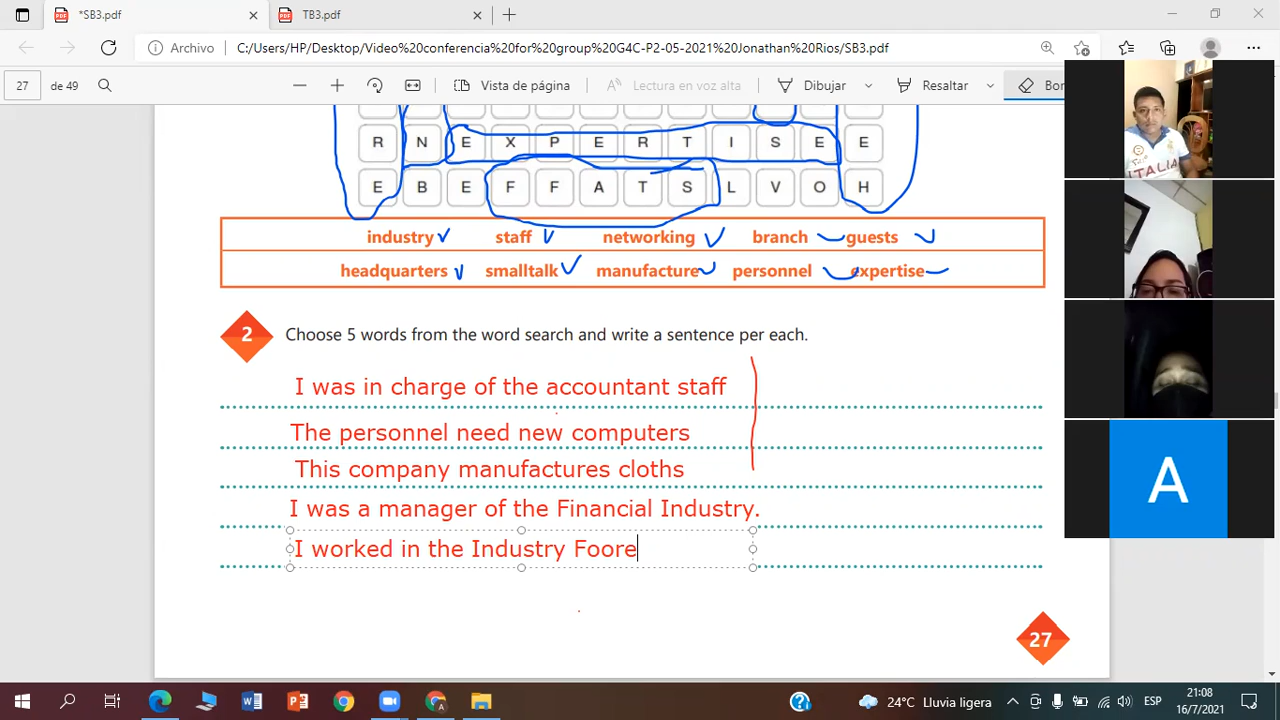 *SB3.pdf
TB3.pdf
Archivo
C:/Users/HP/Desktop/Video%20conferencia%20for%20group%20G4C-P2-05-2021%20Jonathan%20Rios/SB3.pdf
27
de 49
Vista de página
Lectura en voz alta
Dibujar
Resaltar
Bor
R N E X P E R T I S E E
E B E F F A T S L V O H
industry staff networking branch guests
headquarters smalltalk manufacture personnel expertise
2
Choose 5 words from the word search and write a sentence per each.
I was in charge of the accountant staff
The personnel need new computers
This company manufactures cloths
I was a manager of the Financial Industry.
I worked in the Industry Foore
27
ITALIA
A
24°C Lluvia ligera
ESP
21:08
16/7/2021